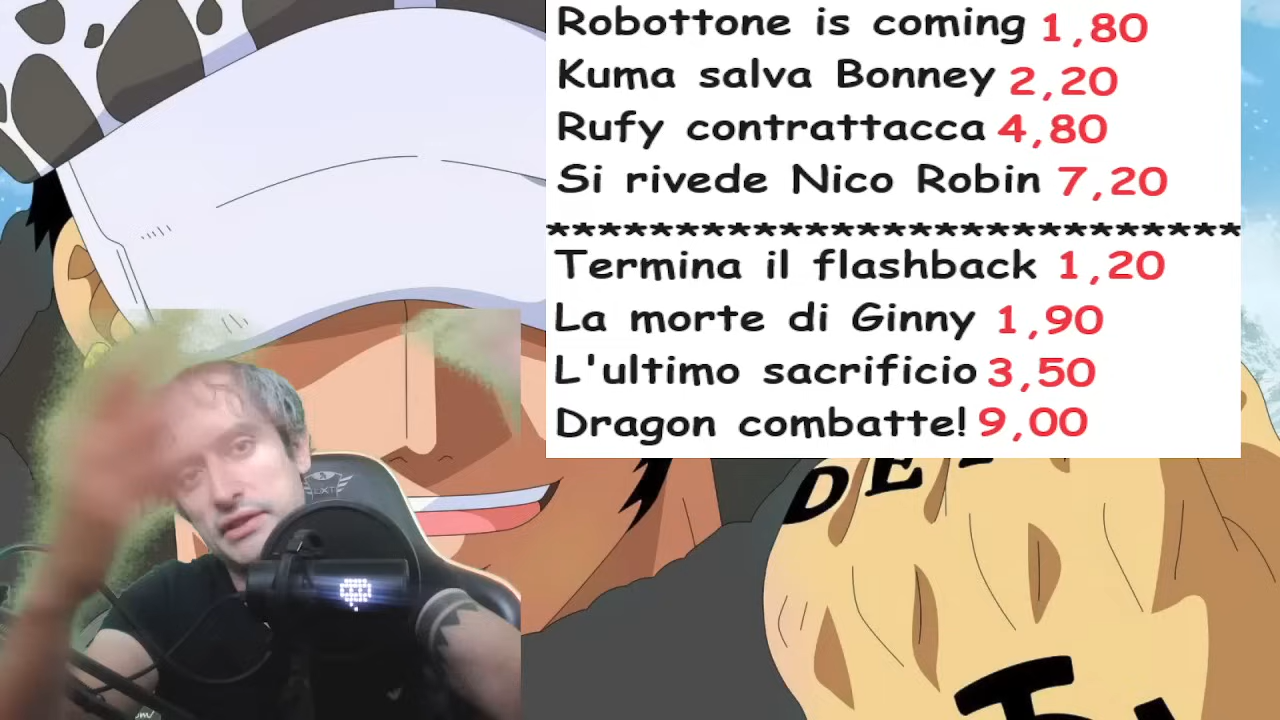 Robottone is coming 1,80
Kuma salva Bonney 2,20
Rufy contrattacca 4,80
Si rivede Nico Robin 7,20
***************************
Termina il flashback 1,20
La morte di Ginny 1,90
L'ultimo sacrificio 3,50
Dragon combatte! 9,00
DE